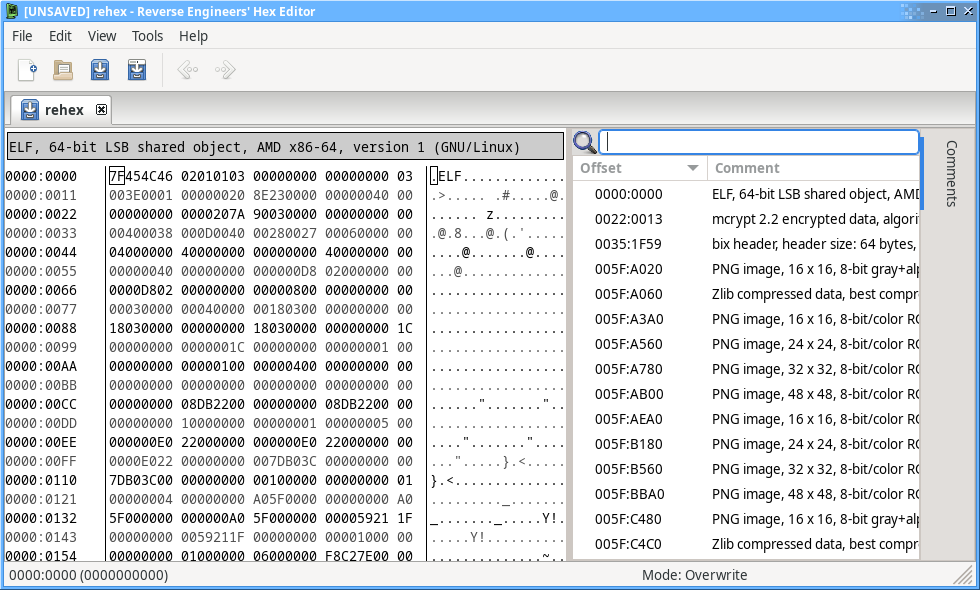 [UNSAVED] rehex - Reverse Engineers' Hex Editor
File Edit View Tools Help
rehex
ELF, 64-bit LSB shared object, AMD x86-64, version 1 (GNU/Linux)
0000:0000 7F454C46 02010103 00000000 00000000 03 .ELF.............
0000:0011 003E0001 00000020 8E230000 00000040 00 .>..... .#.....@.
0000:0022 00000000 0000207A 90030000 00000000 00 ...... z.........
0000:0033 00400038 000D0040 00280027 00060000 00 .@.8...@.(.'.....
0000:0044 04000000 40000000 00000000 40000000 00 ....@.......@....
0000:0055 00000040 00000000 000000D8 02000000 00 ...@.............
0000:0066 0000D802 00000000 00000800 00000000 00 .................
0000:0077 00030000 00040000 00180300 00000000 00 .................
0000:0088 18030000 00000000 18030000 00000000 1C .................
0000:0099 00000000 0000001C 00000000 00000001 00 .................
0000:00AA 00000000 00000100 00000400 00000000 00 .................
0000:00BB 00000000 00000000 00000000 00000000 00 .................
0000:00CC 00000000 08DB2200 00000000 08DB2200 00 ......".......". .
0000:00DD 00000000 10000000 00000001 00000005 00 .................
0000:00EE 000000E0 22000000 000000E0 22000000 00 ...."........"....
0000:00FF 0000E022 00000000 007DB03C 00000000 00 ...".....}.<.....
0000:0110 7DB03C00 00000000 00100000 00000000 01 }.<..............
0000:0121 00000004 00000000 A05F0000 00000000 A0 ........._.......
0000:0132 5F000000 000000A0 5F000000 00005921 1F _......._.....Y!.
0000:0143 00000000 0059211F 00000000 00001000 00 .....Y!..........
0000:0154 00000000 01000000 06000000 F8C27E00 00 ..............~..
Offset Comment
0000:0000 ELF, 64-bit LSB shared object, AMD
0022:0013 mcrypt 2.2 encrypted data, algori
0035:1F59 bix header, header size: 64 bytes,
005F:A020 PNG image, 16 x 16, 8-bit gray+alp
005F:A060 Zlib compressed data, best compr
005F:A3A0 PNG image, 16 x 16, 8-bit/color RG
005F:A560 PNG image, 24 x 24, 8-bit/color RG
005F:A780 PNG image, 32 x 32, 8-bit/color RG
005F:AB00 PNG image, 48 x 48, 8-bit/color RG
005F:AEA0 PNG image, 16 x 16, 8-bit/color RG
005F:B180 PNG image, 24 x 24, 8-bit/color RG
005F:B560 PNG image, 32 x 32, 8-bit/color RG
005F:BBA0 PNG image, 48 x 48, 8-bit/color RG
005F:C480 PNG image, 16 x 16, 8-bit gray+alp
005F:C4C0 Zlib compressed data, best compr
Comments
0000:0000 (0000000000) Mode: Overwrite